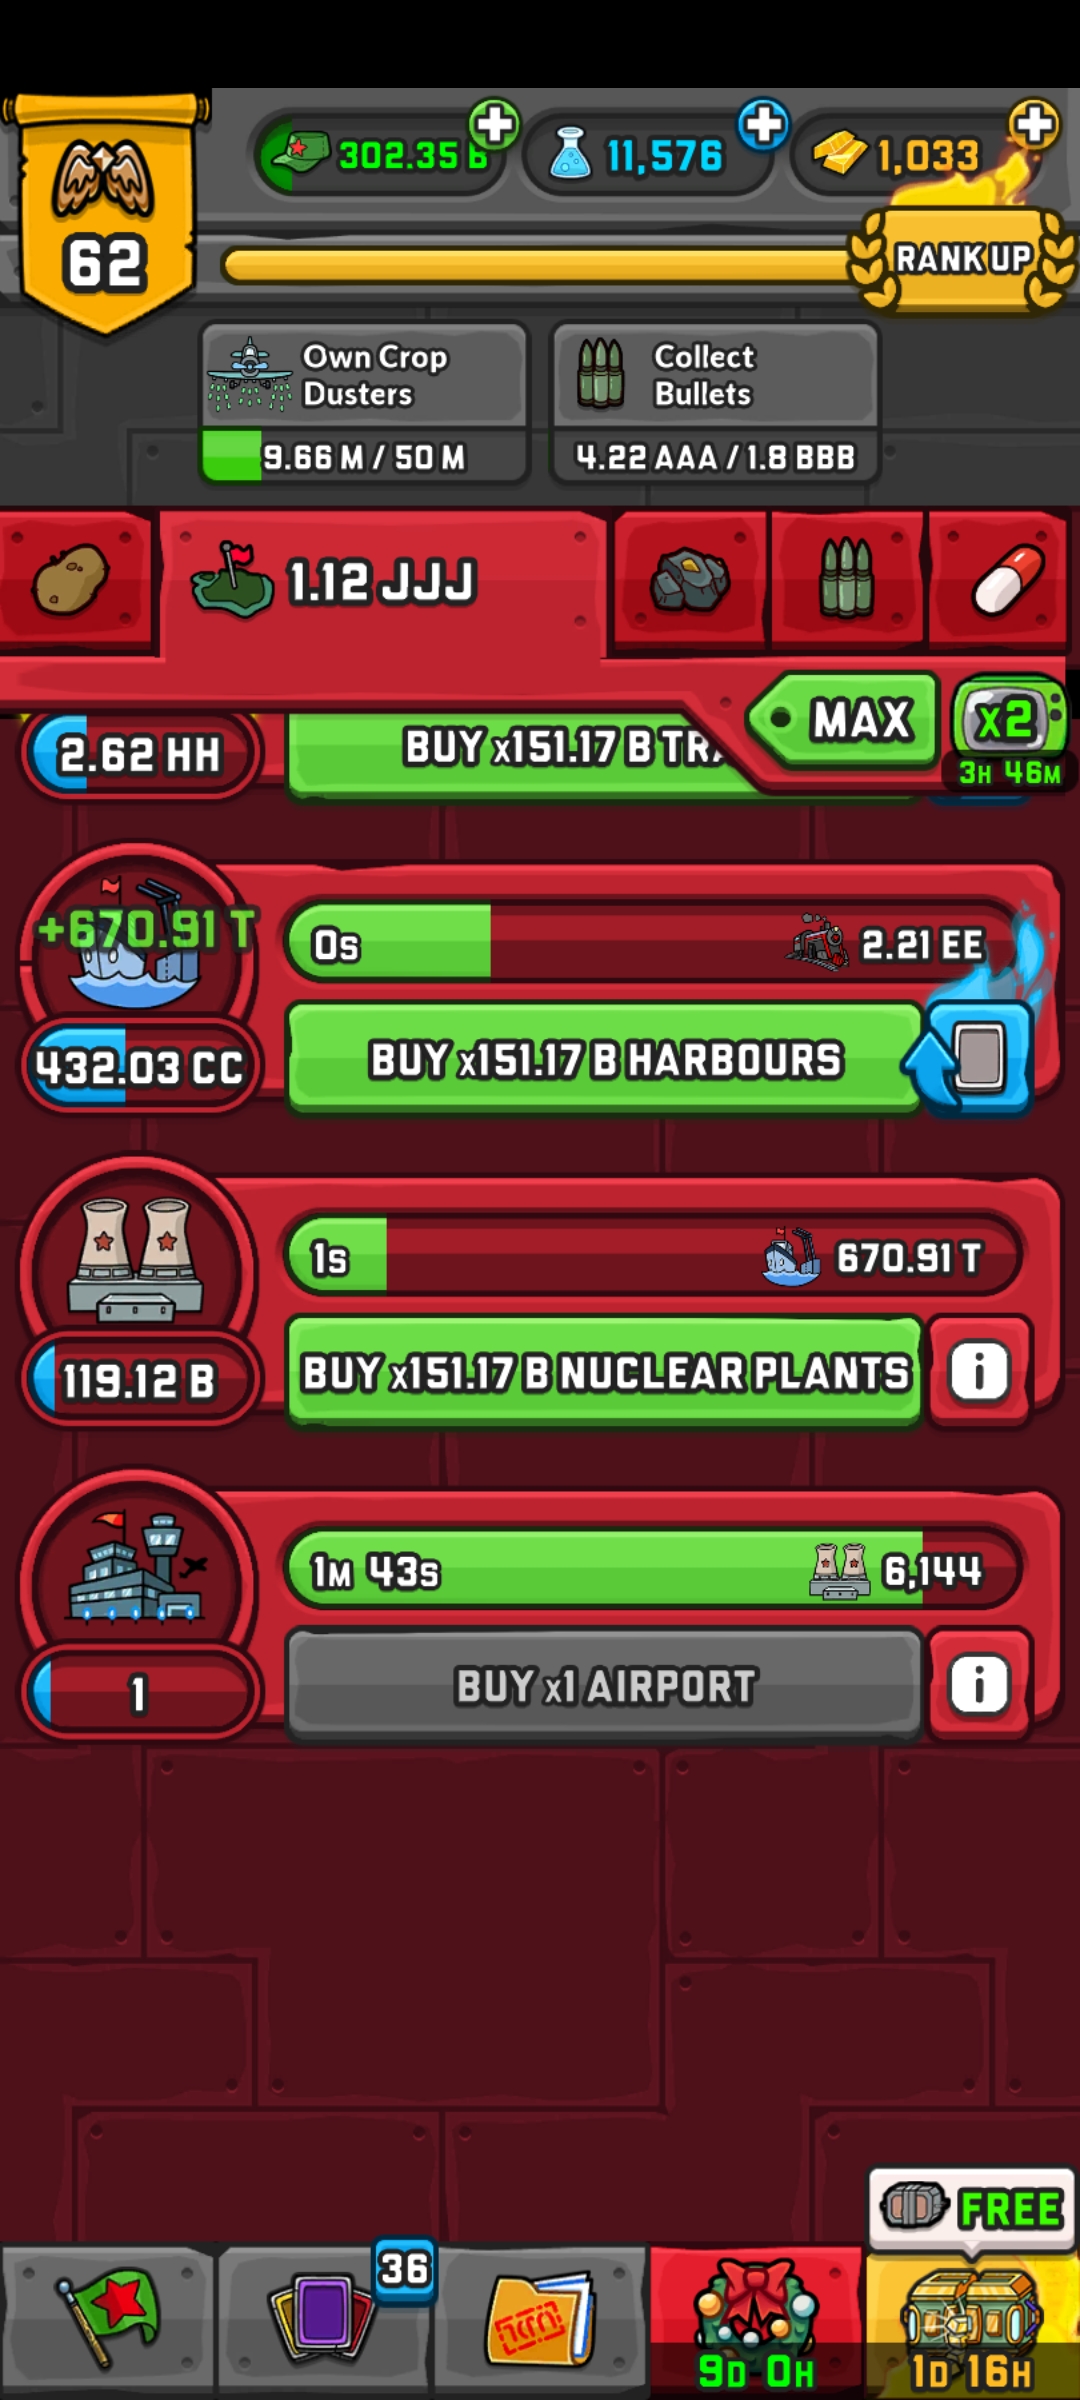 302.35 B
11,576
1,033
62
RANK UP
Own Crop
Dusters
9.66 M / 50 M
Collect
Bullets
4.22 AAA / 1.8 BBB
1.12 JJJ
MAX
x2
3H 46M
2.62 HH
BUY x151.17 B TRA
+670.91 T
0s
2.21 EE
432.03 CC
BUY x151.17 B HARBOURS
1s
670.91 T
119.12 B
BUY x151.17 B NUCLEAR PLANTS
i
1M 43s
6,144
1
BUY x1 AIRPORT
i
FREE
36
9D 0H
1D 16H